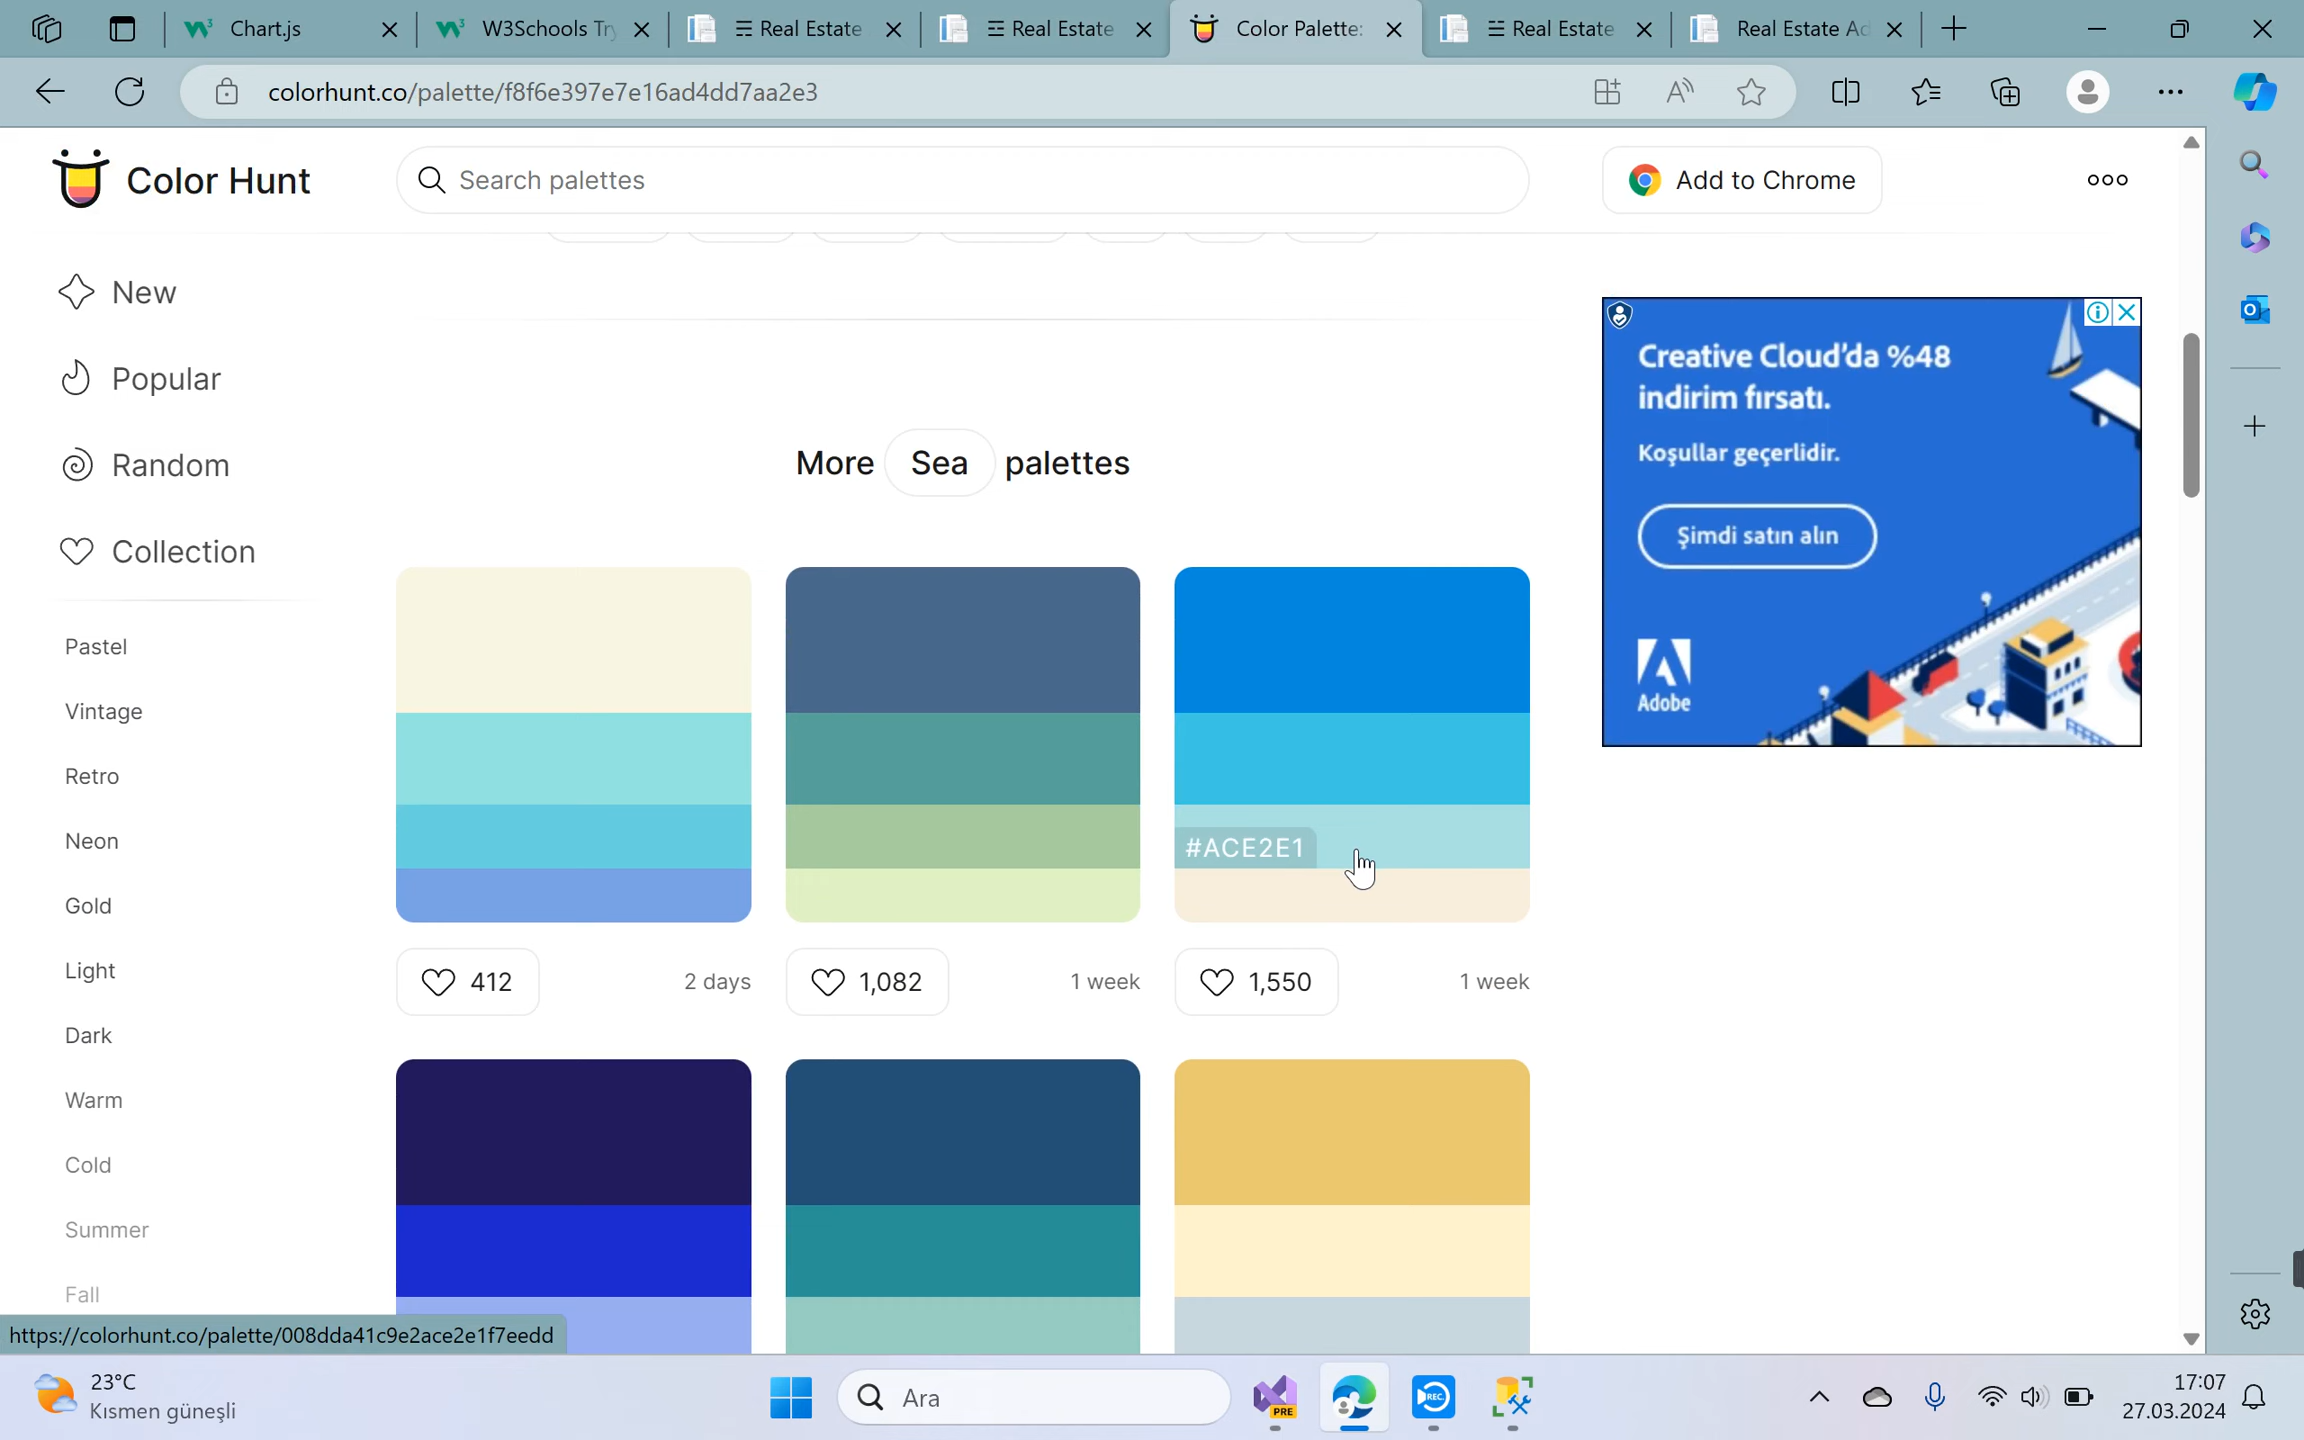 Chart.js
W3Schools Try
☰ Real Estate
☰ Real Estate
Color Palette:
☰ Real Estate
Real Estate Ad
colorhunt.co/palette/f8f6e397e7e16ad4dd7aa2e3
Color Hunt
Search palettes
Add to Chrome
New
Popular
Random
Collection
Pastel
Vintage
Retro
Neon
Gold
Light
Dark
Warm
Cold
Summer
Fall
More Sea palettes
#ACE2E1
412
2 days
1,082
1 week
1,550
1 week
Creative Cloud'da %48
indirim fırsatı.
Koşullar geçerlidir.
Şimdi satın alın
Adobe
https://colorhunt.co/palette/008dda41c9e2ace2e1f7eedd
23°C
Kısmen güneşli
Ara
PRE
REC
17:07
27.03.2024